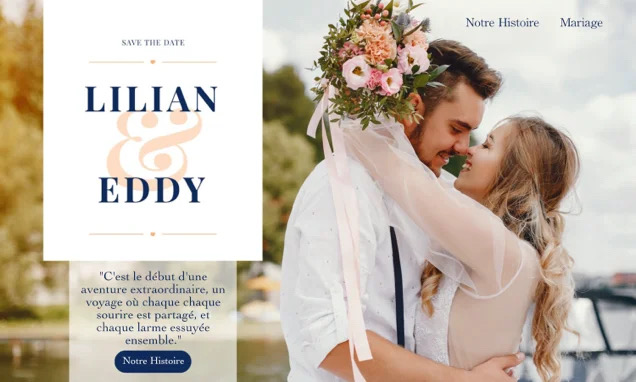 Notre Histoire Mariage
SAVE THE DATE
LILIAN
&
EDDY
"C'est le début d'une
aventure extraordinaire, un
voyage où chaque chaque
sourire est partagé, et
chaque larme essuyée
ensemble."
Notre Histoire